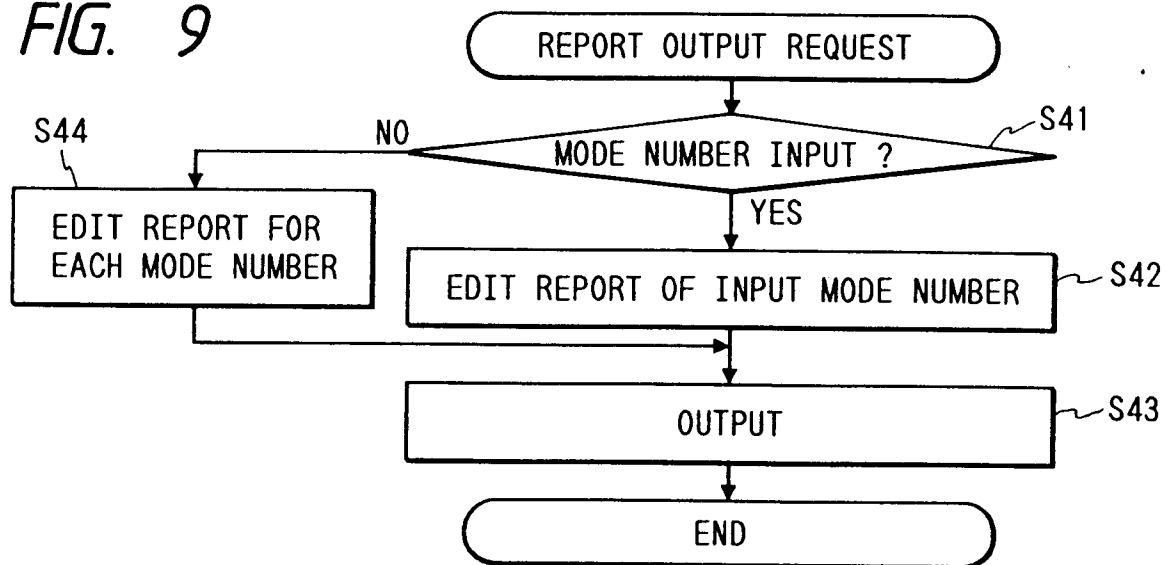 FIG. 9
REPORT OUTPUT REQUEST
S41
MODE NUMBER INPUT ?
NO
YES
S44
EDIT REPORT FOR
EACH MODE NUMBER
EDIT REPORT OF INPUT MODE NUMBER
S42
OUTPUT
S43
END